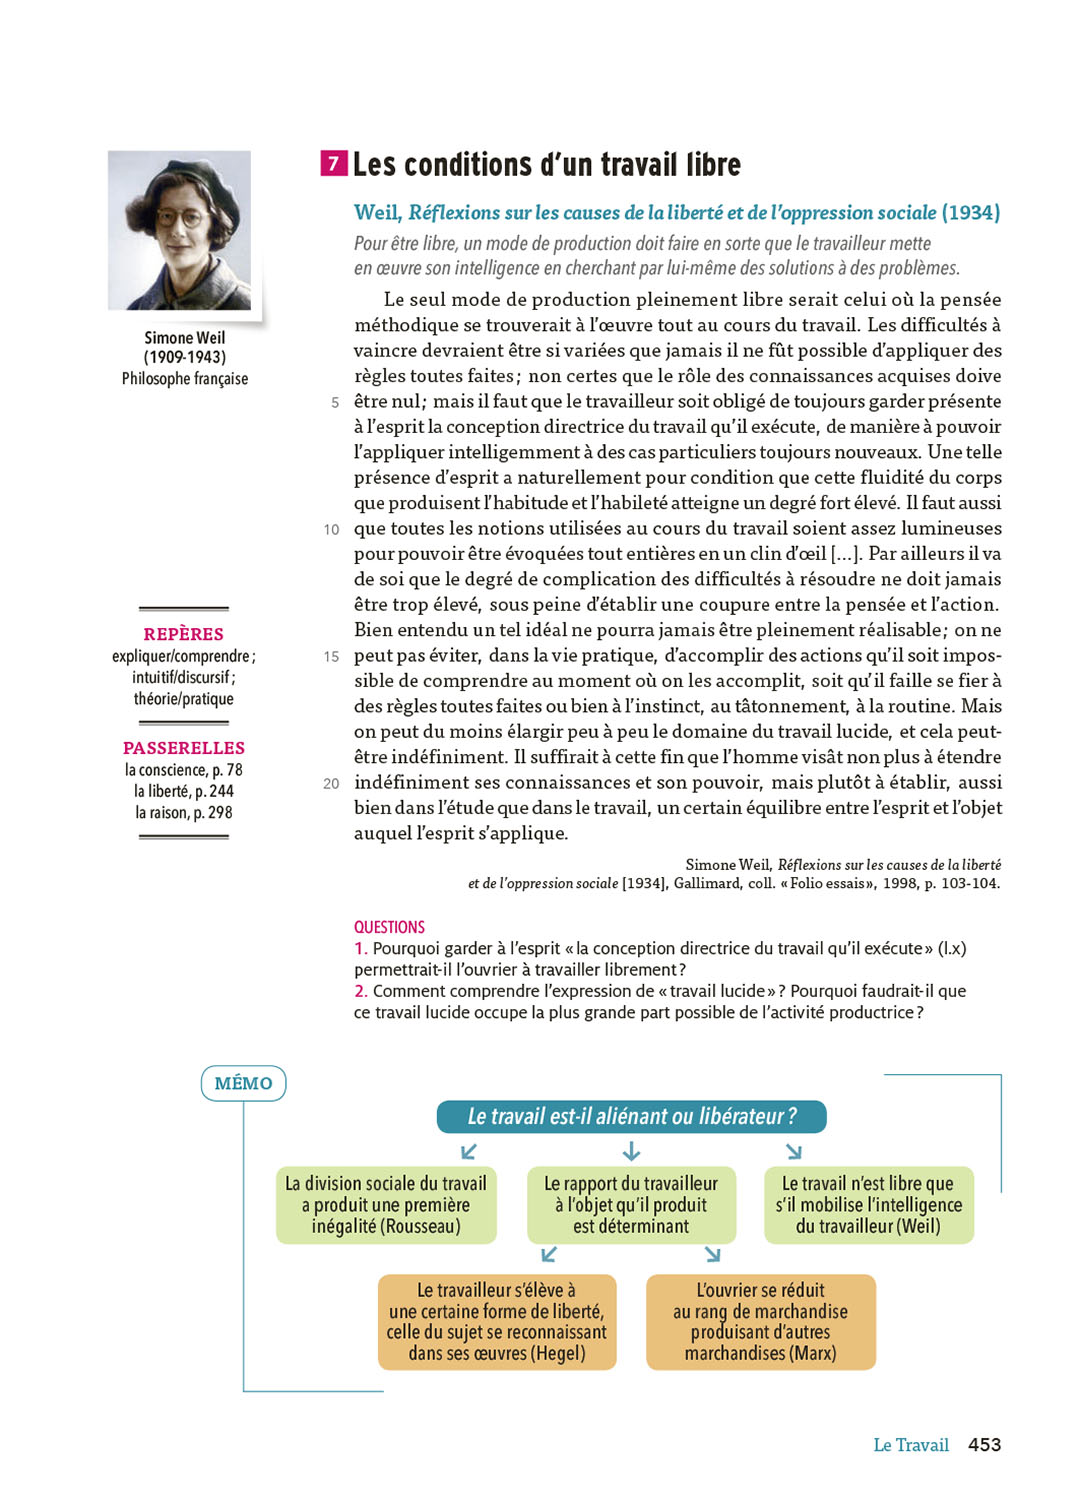 7 Les conditions d'un travail libre
Weil, Réflexions sur les causes de la liberté et de l'oppression sociale (1934)
Pour être libre, un mode de production doit faire en sorte que le travailleur mette
en œuvre son intelligence en cherchant par lui-même des solutions à des problèmes.
Simone Weil
(1909-1943)
Philosophe française
Le seul mode de production pleinement libre serait celui où la pensée
méthodique se trouverait à l'œuvre tout au cours du travail. Les difficultés à
vaincre devraient être si variées que jamais il ne fût possible d'appliquer des
règles toutes faites ; non certes que le rôle des connaissances acquises doive
5 être nul ; mais il faut que le travailleur soit obligé de toujours garder présente
à l'esprit la conception directrice du travail qu'il exécute, de manière à pouvoir
l'appliquer intelligemment à des cas particuliers toujours nouveaux. Une telle
présence d'esprit a naturellement pour condition que cette fluidité du corps
que produisent l'habitude et l'habileté atteigne un degré fort élevé. Il faut aussi
10 que toutes les notions utilisées au cours du travail soient assez lumineuses
pour pouvoir être évoquées tout entières en un clin d'œil [...]. Par ailleurs il va
de soi que le degré de complication des difficultés à résoudre ne doit jamais
être trop élevé, sous peine d'établir une coupure entre la pensée et l'action.
Bien entendu un tel idéal ne pourra jamais être pleinement réalisable ; on ne
15 peut pas éviter, dans la vie pratique, d'accomplir des actions qu'il soit impos-
sible de comprendre au moment où on les accomplit, soit qu'il faille se fier à
des règles toutes faites ou bien à l'instinct, au tâtonnement, à la routine. Mais
on peut du moins élargir peu à peu le domaine du travail lucide, et cela peut-
être indéfiniment. Il suffirait à cette fin que l'homme visât non plus à étendre
20 indéfiniment ses connaissances et son pouvoir, mais plutôt à établir, aussi
bien dans l'étude que dans le travail, un certain équilibre entre l'esprit et l'objet
auquel l'esprit s'applique.
Simone Weil, Réflexions sur les causes de la liberté
et de l'oppression sociale [1934], Gallimard, coll. « Folio essais », 1998, p. 103-104.
REPÈRES
expliquer/comprendre ;
intuitif/discursif ;
théorie/pratique
PASSERELLES
la conscience, p. 78
la liberté, p. 244
la raison, p. 298
QUESTIONS
1. Pourquoi garder à l'esprit « la conception directrice du travail qu'il exécute » (l.x)
permettrait-il l'ouvrier à travailler librement ?
2. Comment comprendre l'expression de « travail lucide » ? Pourquoi faudrait-il que
ce travail lucide occupe la plus grande part possible de l'activité productrice ?
MÉMO
Le travail est-il aliénant ou libérateur ?
La division sociale du travail
a produit une première
inégalité (Rousseau)
Le rapport du travailleur
à l'objet qu'il produit
est déterminant
Le travail n'est libre que
s'il mobilise l'intelligence
du travailleur (Weil)
Le travailleur s'élève à
une certaine forme de liberté,
celle du sujet se reconnaissant
dans ses œuvres (Hegel)
L'ouvrier se réduit
au rang de marchandise
produisant d'autres
marchandises (Marx)
Le Travail 453